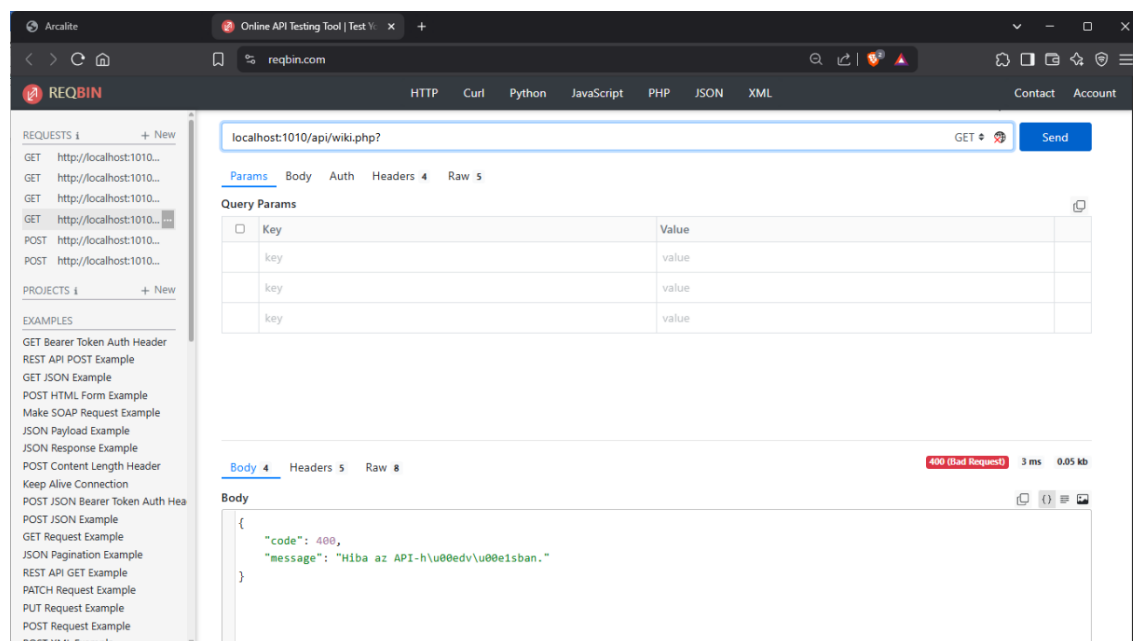 Arcalite
Online API Testing Tool | Test Yo
reqbin.com
REQBIN
HTTP Curl Python JavaScript PHP JSON XML
Contact Account
REQUESTS i + New
GET http://localhost:1010...
GET http://localhost:1010...
GET http://localhost:1010...
GET http://localhost:1010... ...
POST http://localhost:1010...
POST http://localhost:1010...
PROJECTS i + New
EXAMPLES
GET Bearer Token Auth Header
REST API POST Example
GET JSON Example
POST HTML Form Example
Make SOAP Request Example
JSON Payload Example
JSON Response Example
POST Content Length Header
Keep Alive Connection
POST JSON Bearer Token Auth Hea
POST JSON Example
GET Request Example
JSON Pagination Example
REST API GET Example
PATCH Request Example
PUT Request Example
POST Request Example
localhost:1010/api/wiki.php?
GET
Send
Params Body Auth Headers 4 Raw 5
Query Params
Key Value
key value
key value
key value
Body 4 Headers 5 Raw 8
400 (Bad Request) 3 ms 0.05 kb
Body
{}
{
"code": 400,
"message": "Hiba az API-h\u00edv\u00e1sban."
}